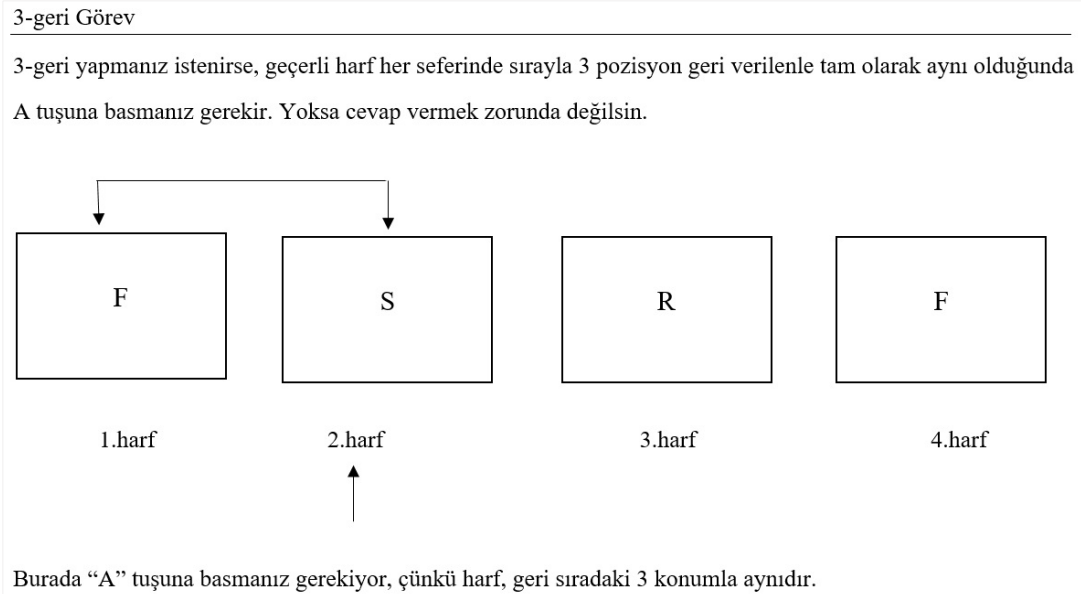 3-geri Görev
3-geri yapmanız istenirse, geçerli harf her seferinde sırayla 3 pozisyon geri verilenle tam olarak aynı olduğunda
A tuşuna basmanız gerekir. Yoksa cevap vermek zorunda değilsin.
F S R F
1.harf 2.harf 3.harf 4.harf
Burada “A” tuşuna basmanız gerekiyor, çünkü harf, geri sıradaki 3 konumla aynıdır.